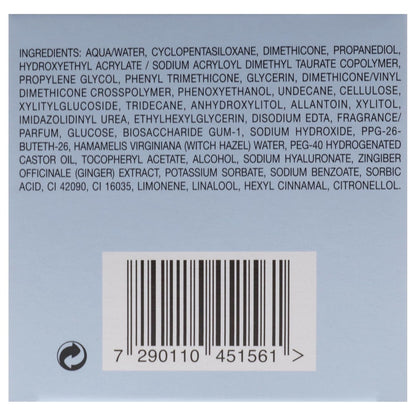 INGREDIENTS: AQUA/WATER, CYCLOPENTASILOXANE, DIMETHICONE, PROPANEDIOL,
HYDROXYETHYL ACRYLATE / SODIUM ACRYLOYL DIMETHYL TAURATE COPOLYMER,
PROPYLENE GLYCOL, PHENYL TRIMETHICONE, GLYCERIN, DIMETHICONE/VINYL
DIMETHICONE CROSSPOLYMER, PHENOXYETHANOL, UNDECANE, CELLULOSE,
XYLITYLGLUCOSIDE, TRIDECANE, ANHYDROXYLITOL, ALLANTOIN, XYLITOL,
IMIDAZOLIDINYL UREA, ETHYLHEXYLGLYCERIN, DISODIUM EDTA, FRAGRANCE/
PARFUM, GLUCOSE, BIOSACCHARIDE GUM-1, SODIUM HYDROXIDE, PPG-26-
BUTETH-26, HAMAMELIS VIRGINIANA (WITCH HAZEL) WATER, PEG-40 HYDROGENATED
CASTOR OIL, TOCOPHERYL ACETATE, ALCOHOL, SODIUM HYALURONATE, ZINGIBER
OFFICINALE (GINGER) EXTRACT, POTASSIUM SORBATE, SODIUM BENZOATE, SORBIC
ACID, CI 42090, CI 16035, LIMONENE, LINALOOL, HEXYL CINNAMAL, CITRONELLOL.
7 290110 451561 >